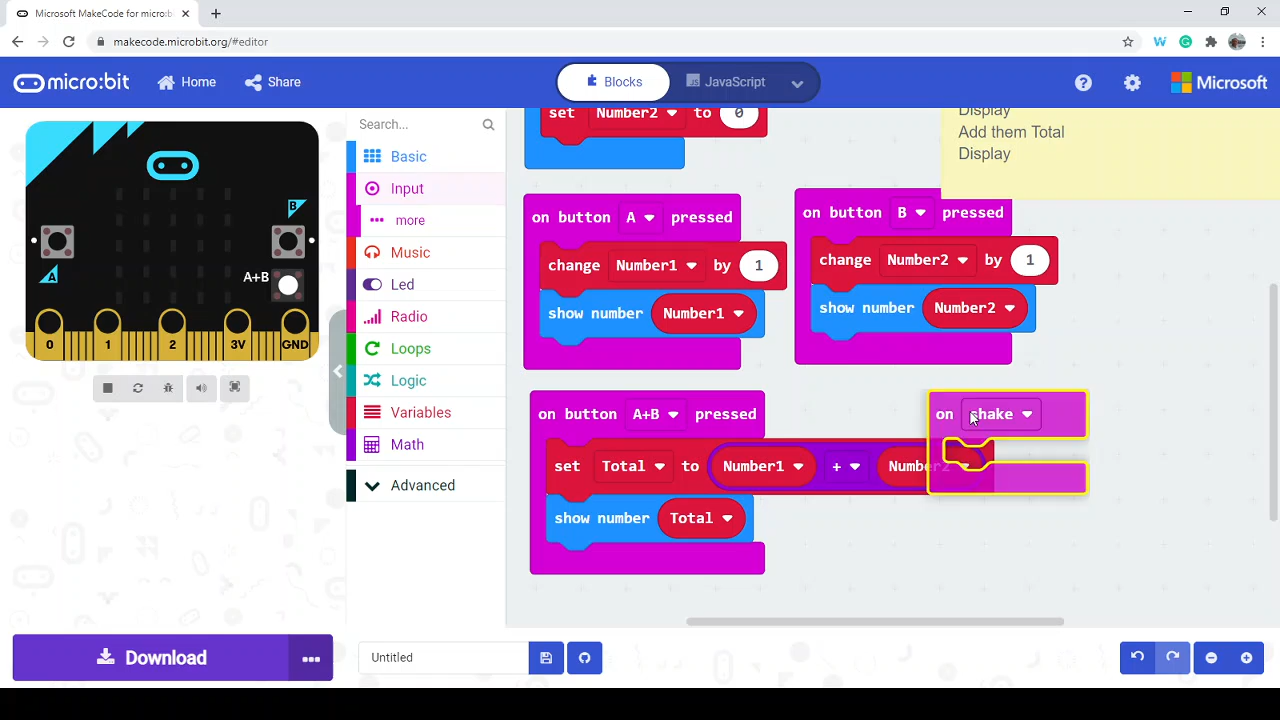 Microsoft MakeCode for micro:b
makecode.microbit.org/#editor
micro:bit
Home
Share
Blocks
JavaScript
Microsoft
Search...
Basic
Input
more
Music
Led
Radio
Loops
Logic
Variables
Math
Advanced
B
A
A+B
0 1 2 3V GND
set Number2 to 0
Display
Add them Total
Display
on button A pressed
change Number1 by 1
show number Number1
on button B pressed
change Number2 by 1
show number Number2
on button A+B pressed
set Total to Number1 + Number2
show number Total
on shake
Download
Untitled